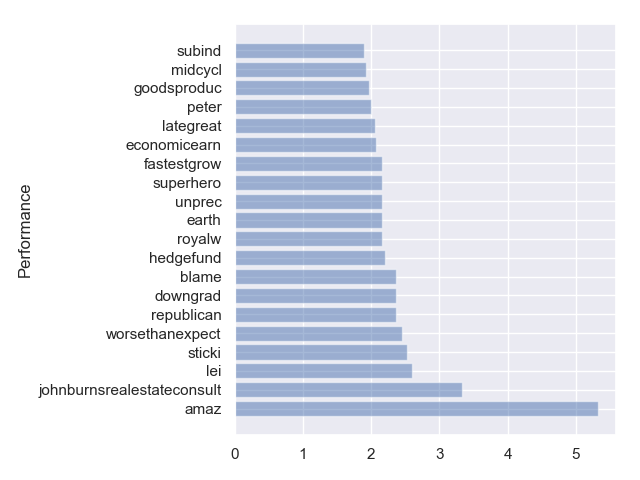 subind
midcycl
goodsproduc
peter
lategreat
economicearn
fastestgrow
superhero
unprec
earth
royalw
hedgefund
blame
downgrad
republican
worsethanexpect
sticki
lei
johnburnsrealestateconsult
amaz
Performance
0 1 2 3 4 5